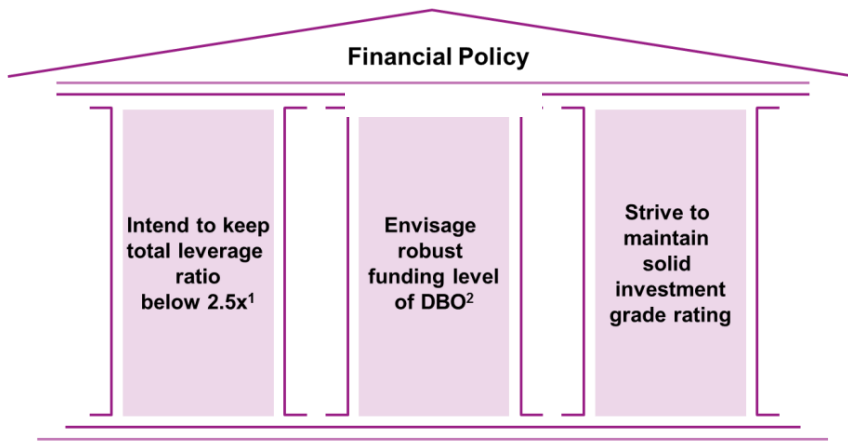 Financial Policy
Intend to keep
total leverage
ratio
below 2.5x¹
Envisage
robust
funding level
of DBO²
Strive to
maintain
solid
investment
grade rating